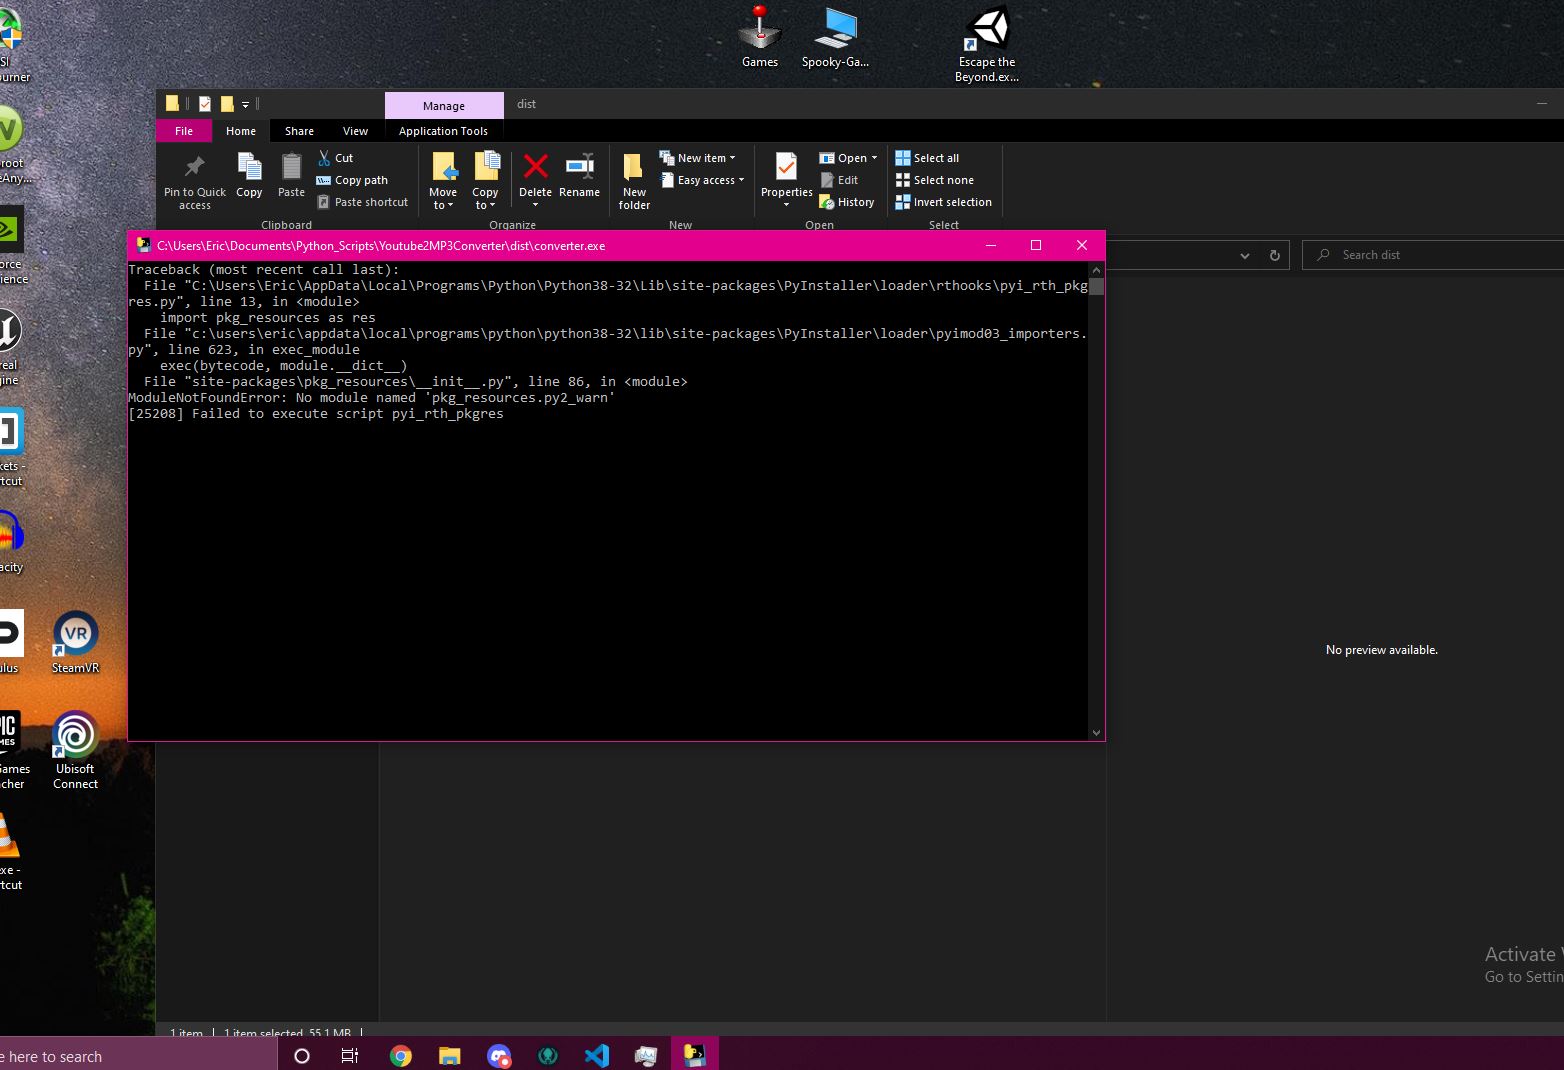 SI
burner
root
eAny...
orce
ience
real
gine
kets -
rtcut
acity
ulus
SteamVR
Games
cher
Ubisoft
Connect
exe -
rtcut
Games
Spooky-Ga...
Escape the
Beyond.ex...
Manage
dist
File
Home
Share
View
Application Tools
Pin to Quick
access
Copy
Paste
Cut
Copy path
Paste shortcut
Clipboard
Move
to
Copy
to
Delete
Rename
Organize
New
folder
New item
Easy access
New
Properties
Open
Edit
History
Open
Select all
Select none
Invert selection
Select
Search dist
C:\Users\Eric\Documents\Python_Scripts\Youtube2MP3Converter\dist\converter.exe
Traceback (most recent call last):
File "C:\Users\Eric\AppData\Local\Programs\Python\Python38-32\Lib\site-packages\PyInstaller\loader\rthooks\pyi_rth_pkg
res.py", line 13, in <module>
import pkg_resources as res
File "c:\users\eric\appdata\local\programs\python\python38-32\lib\site-packages\PyInstaller\loader\pyimod03_importers.
py", line 623, in exec_module
exec(bytecode, module.__dict__)
File "site-packages\pkg_resources\__init__.py", line 86, in <module>
ModuleNotFoundError: No module named 'pkg_resources.py2_warn'
[25208] Failed to execute script pyi_rth_pkgres
No preview available.
Activate
Go to Settin
1 item
1 item selected 55.1 MB
e here to search